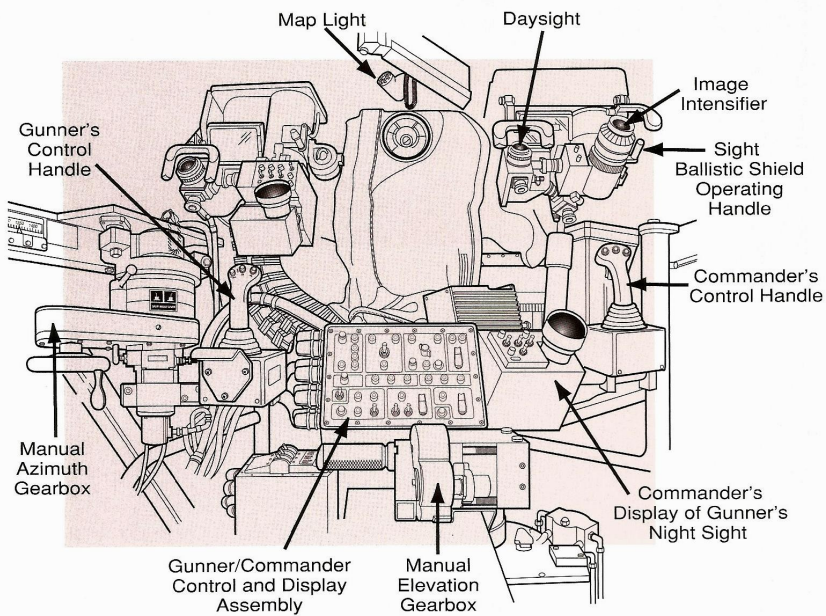 Map Light
Daysight
Image
Intensifier
Gunner's
Control
Handle
Sight
Ballistic Shield
Operating
Handle
Commander's
Control Handle
Manual
Azimuth
Gearbox
Commander's
Display of Gunner's
Night Sight
Gunner/Commander
Control and Display
Assembly
Manual
Elevation
Gearbox